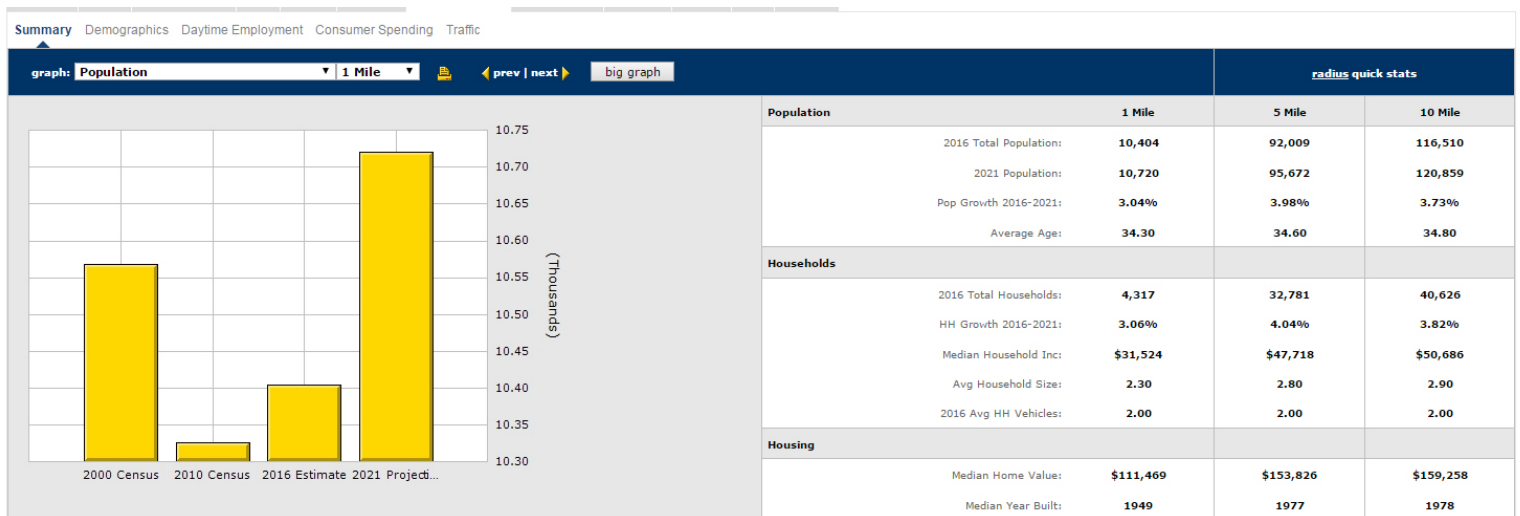 Summary Demographics Daytime Employment Consumer Spending Traffic
graph: Population 1 Mile prev | next big graph radius quick stats
10.75
10.70
10.65
10.60
10.55
10.50
10.45
10.40
10.35
10.30
(Thousands)
2000 Census 2010 Census 2016 Estimate 2021 Projecti...
Population 1 Mile 5 Mile 10 Mile
2016 Total Population: 10,404 92,009 116,510
2021 Population: 10,720 95,672 120,859
Pop Growth 2016-2021: 3.04% 3.98% 3.73%
Average Age: 34.30 34.60 34.80
Households
2016 Total Households: 4,317 32,781 40,626
HH Growth 2016-2021: 3.06% 4.04% 3.82%
Median Household Inc: $31,524 $47,718 $50,686
Avg Household Size: 2.30 2.80 2.90
2016 Avg HH Vehicles: 2.00 2.00 2.00
Housing
Median Home Value: $111,469 $153,826 $159,258
Median Year Built: 1949 1977 1978